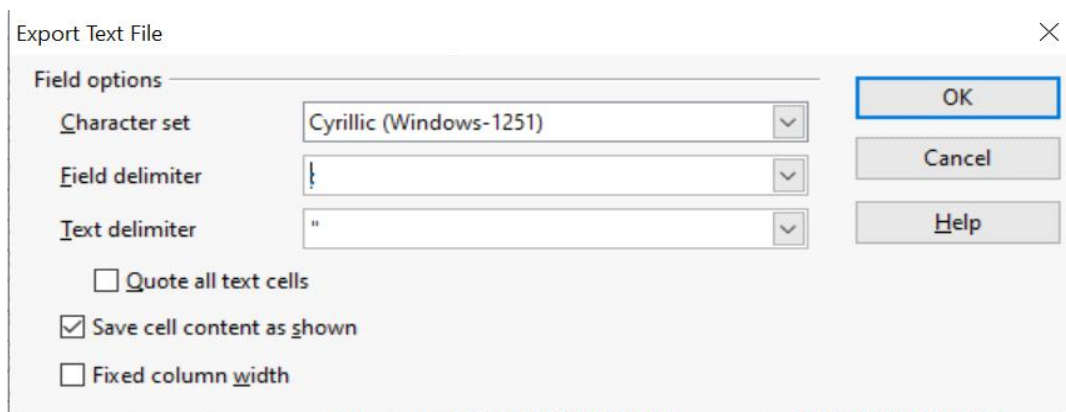 Export Text File
Field options
OK
Character set
Cyrillic (Windows-1251)
Field delimiter
Cancel
Text delimiter
"
Help
Quote all text cells
Save cell content as shown
Fixed column width